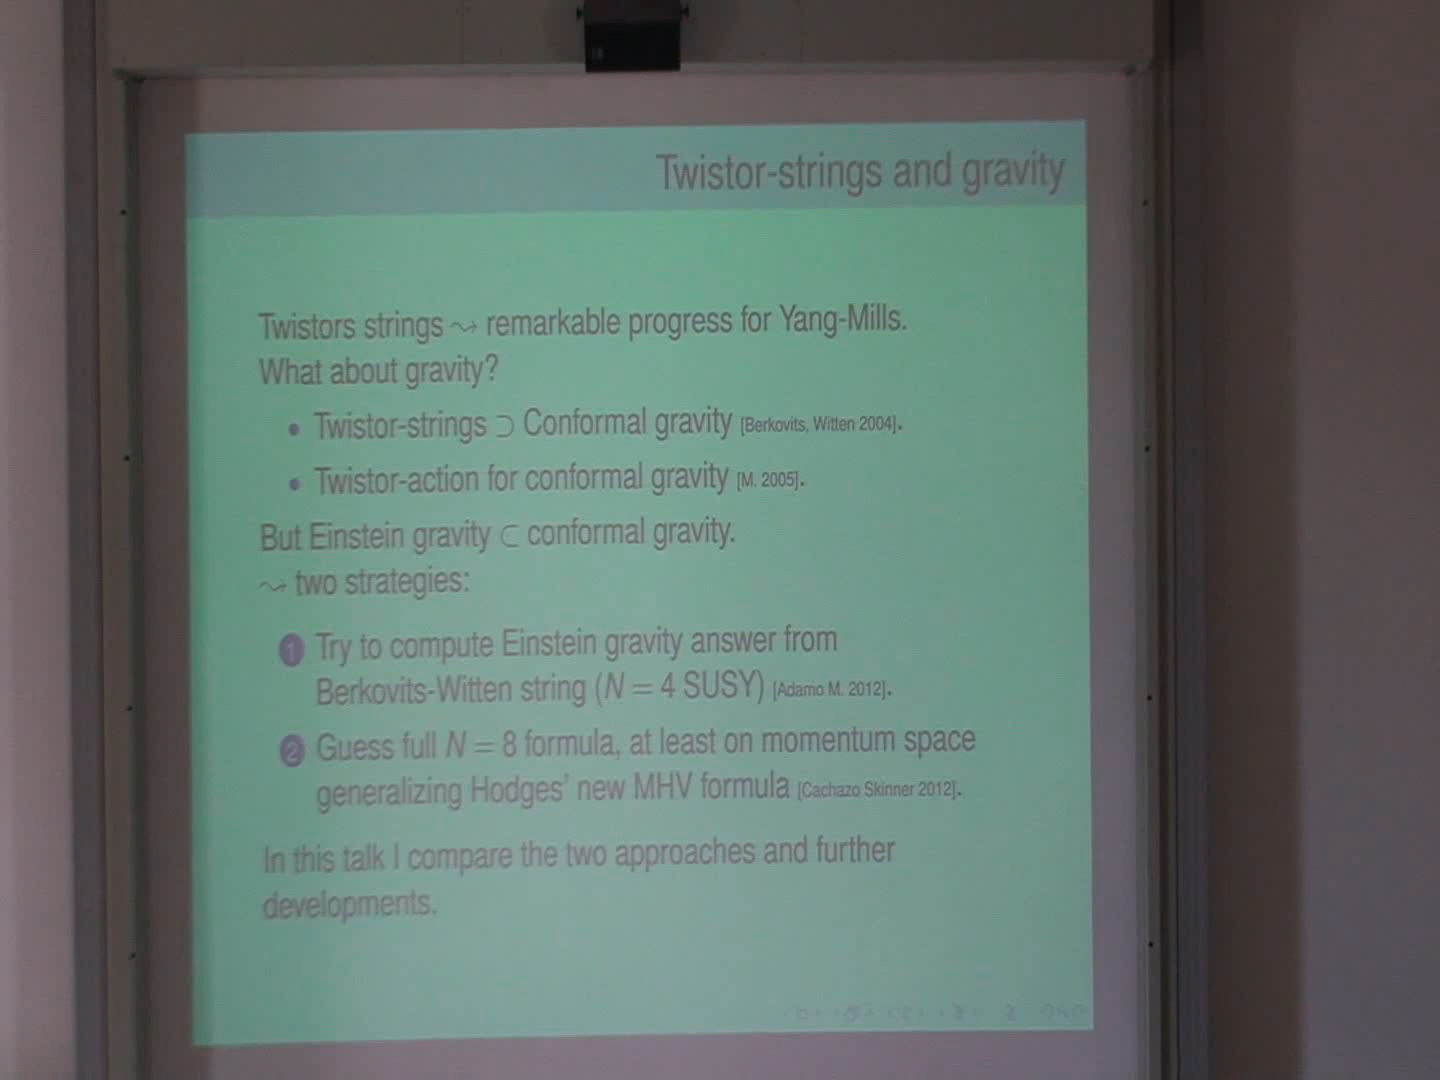 Twistor-strings and gravity
Twistors strings ⇝ remarkable progress for Yang-Mills.
What about gravity?
• Twistor-strings ⊃ Conformal gravity [Berkovits, Witten 2004].
• Twistor-action for conformal gravity [M. 2005].
But Einstein gravity ⊂ conformal gravity.
⇝ two strategies:
1 Try to compute Einstein gravity answer from
Berkovits-Witten string (N = 4 SUSY) [Adamo M. 2012].
2 Guess full N = 8 formula, at least on momentum space
generalizing Hodges' new MHV formula [Cachazo Skinner 2012].
In this talk I compare the two approaches and further
developments.